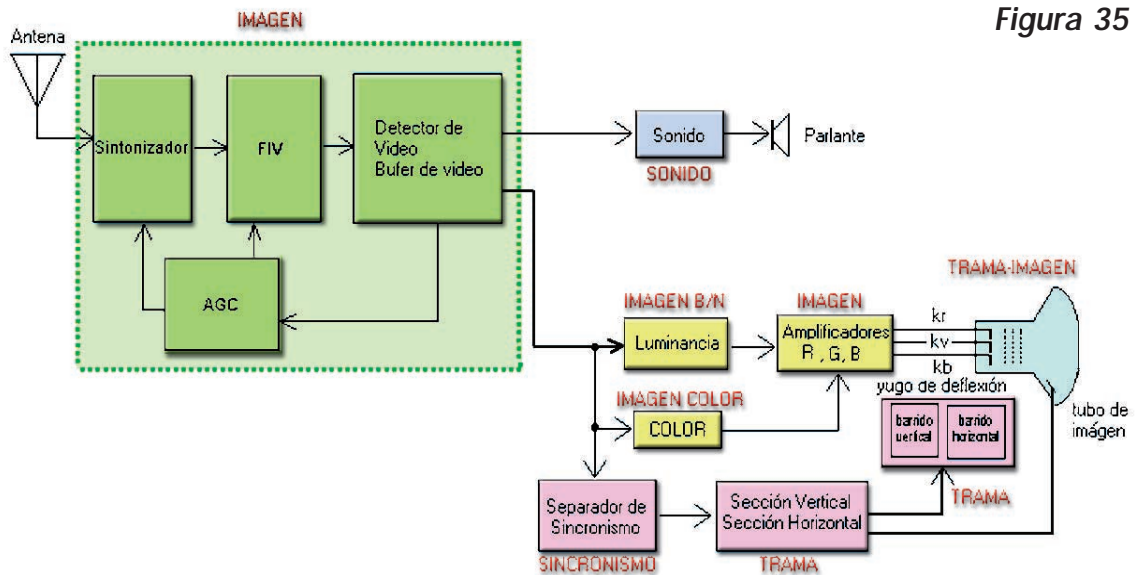 Figura 35
IMAGEN
Antena
Sintonizador
FIV
Detector de
Video
Bufer de video
AGC
Sonido
SONIDO
Parlante
TRAMA-IMAGEN
IMAGEN B/N
Luminancia
IMAGEN
Amplificadores
R , G, B
kr
kv
kb
yugo de deflexión
tubo de
imágen
IMAGEN COLOR
COLOR
barrido
vertical
barrido
horizontal
TRAMA
Separador de
Sincronismo
SINCRONISMO
Sección Vertical
Sección Horizontal
TRAMA